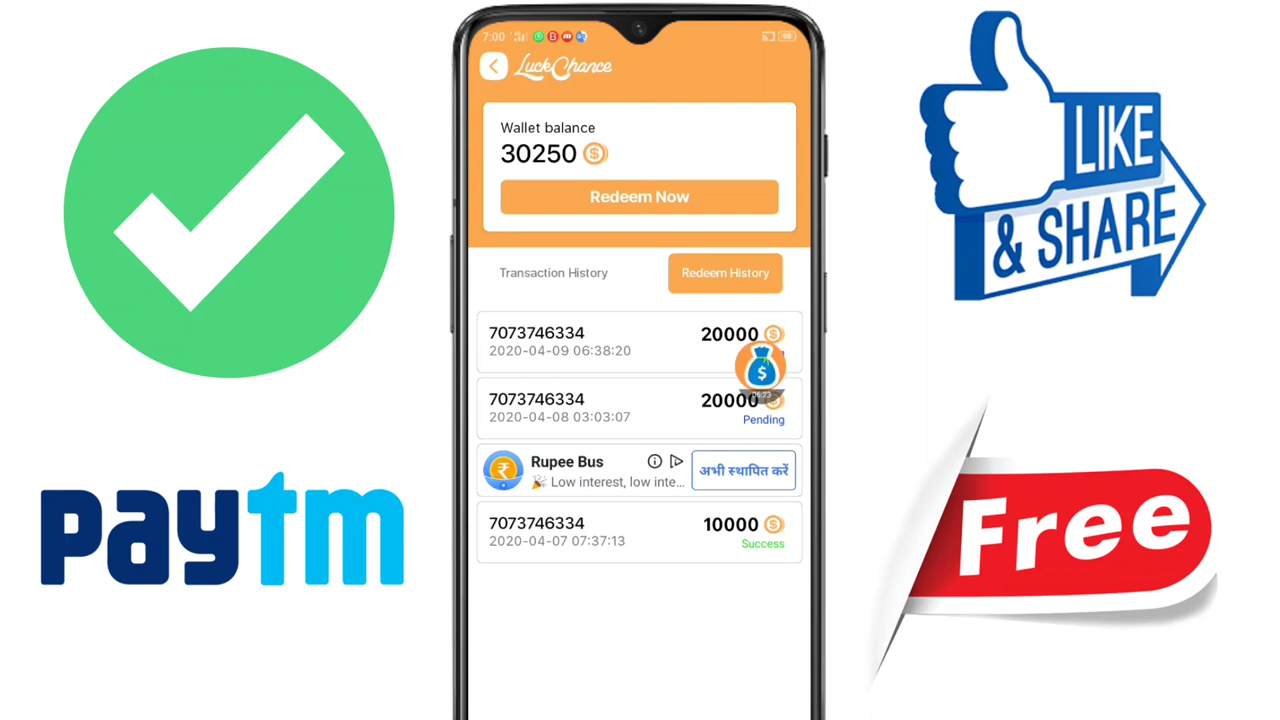 7:00
LuckChance
Wallet balance
30250
Redeem Now
Transaction History
Redeem History
7073746334
20000
2020-04-09 06:38:20
7073746334
20000
2020-04-08 03:03:07
Pending
Rupee Bus
Low interest, low inte...
अभी स्थापित करें
7073746334
10000
2020-04-07 07:37:13
Success
paytm
LIKE
& SHARE
Free